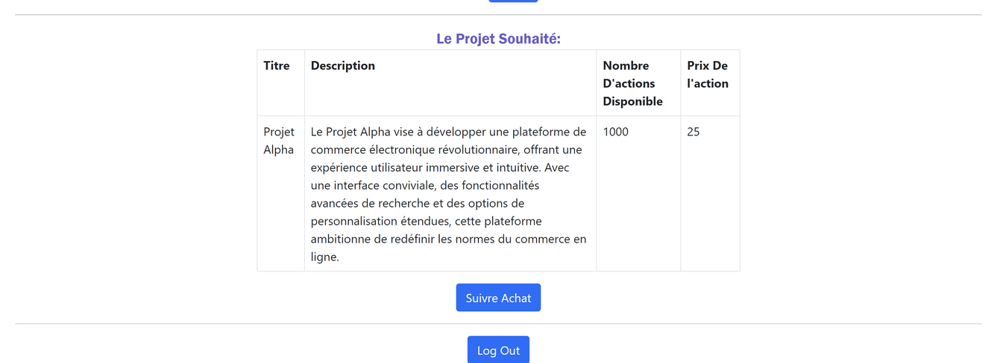 Le Projet Souhaité:
Titre
Description
Nombre
D'actions
Disponible
Prix De
l'action
Projet
Alpha
Le Projet Alpha vise à développer une plateforme de
commerce électronique révolutionnaire, offrant une
expérience utilisateur immersive et intuitive. Avec
une interface conviviale, des fonctionnalités
avancées de recherche et des options de
personnalisation étendues, cette plateforme
ambitionne de redéfinir les normes du commerce en
ligne.
1000
25
Suivre Achat
Log Out